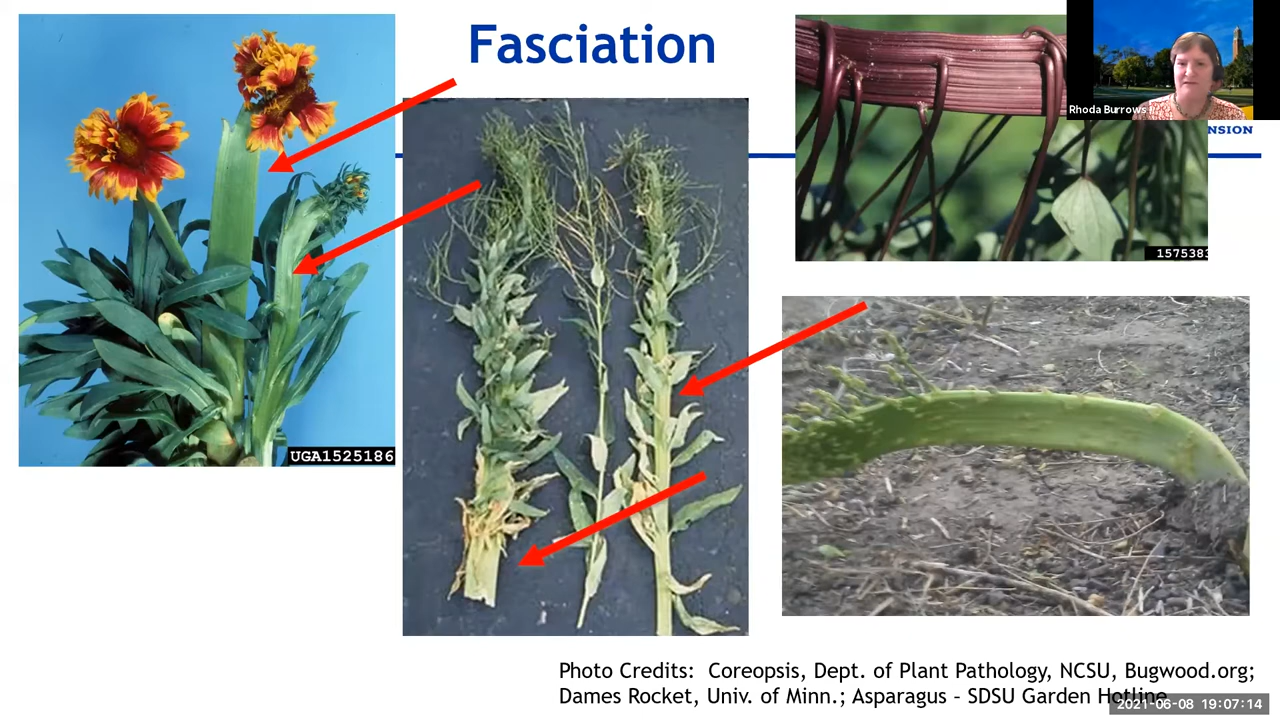 Fasciation
Rhoda Burrows
NSION
157538
UGA1525186
Photo Credits:  Coreopsis, Dept. of Plant Pathology, NCSU, Bugwood.org;
Dames Rocket, Univ. of Minn.; Asparagus - SDSU Garden Hotline
2021-06-08 19:07:14